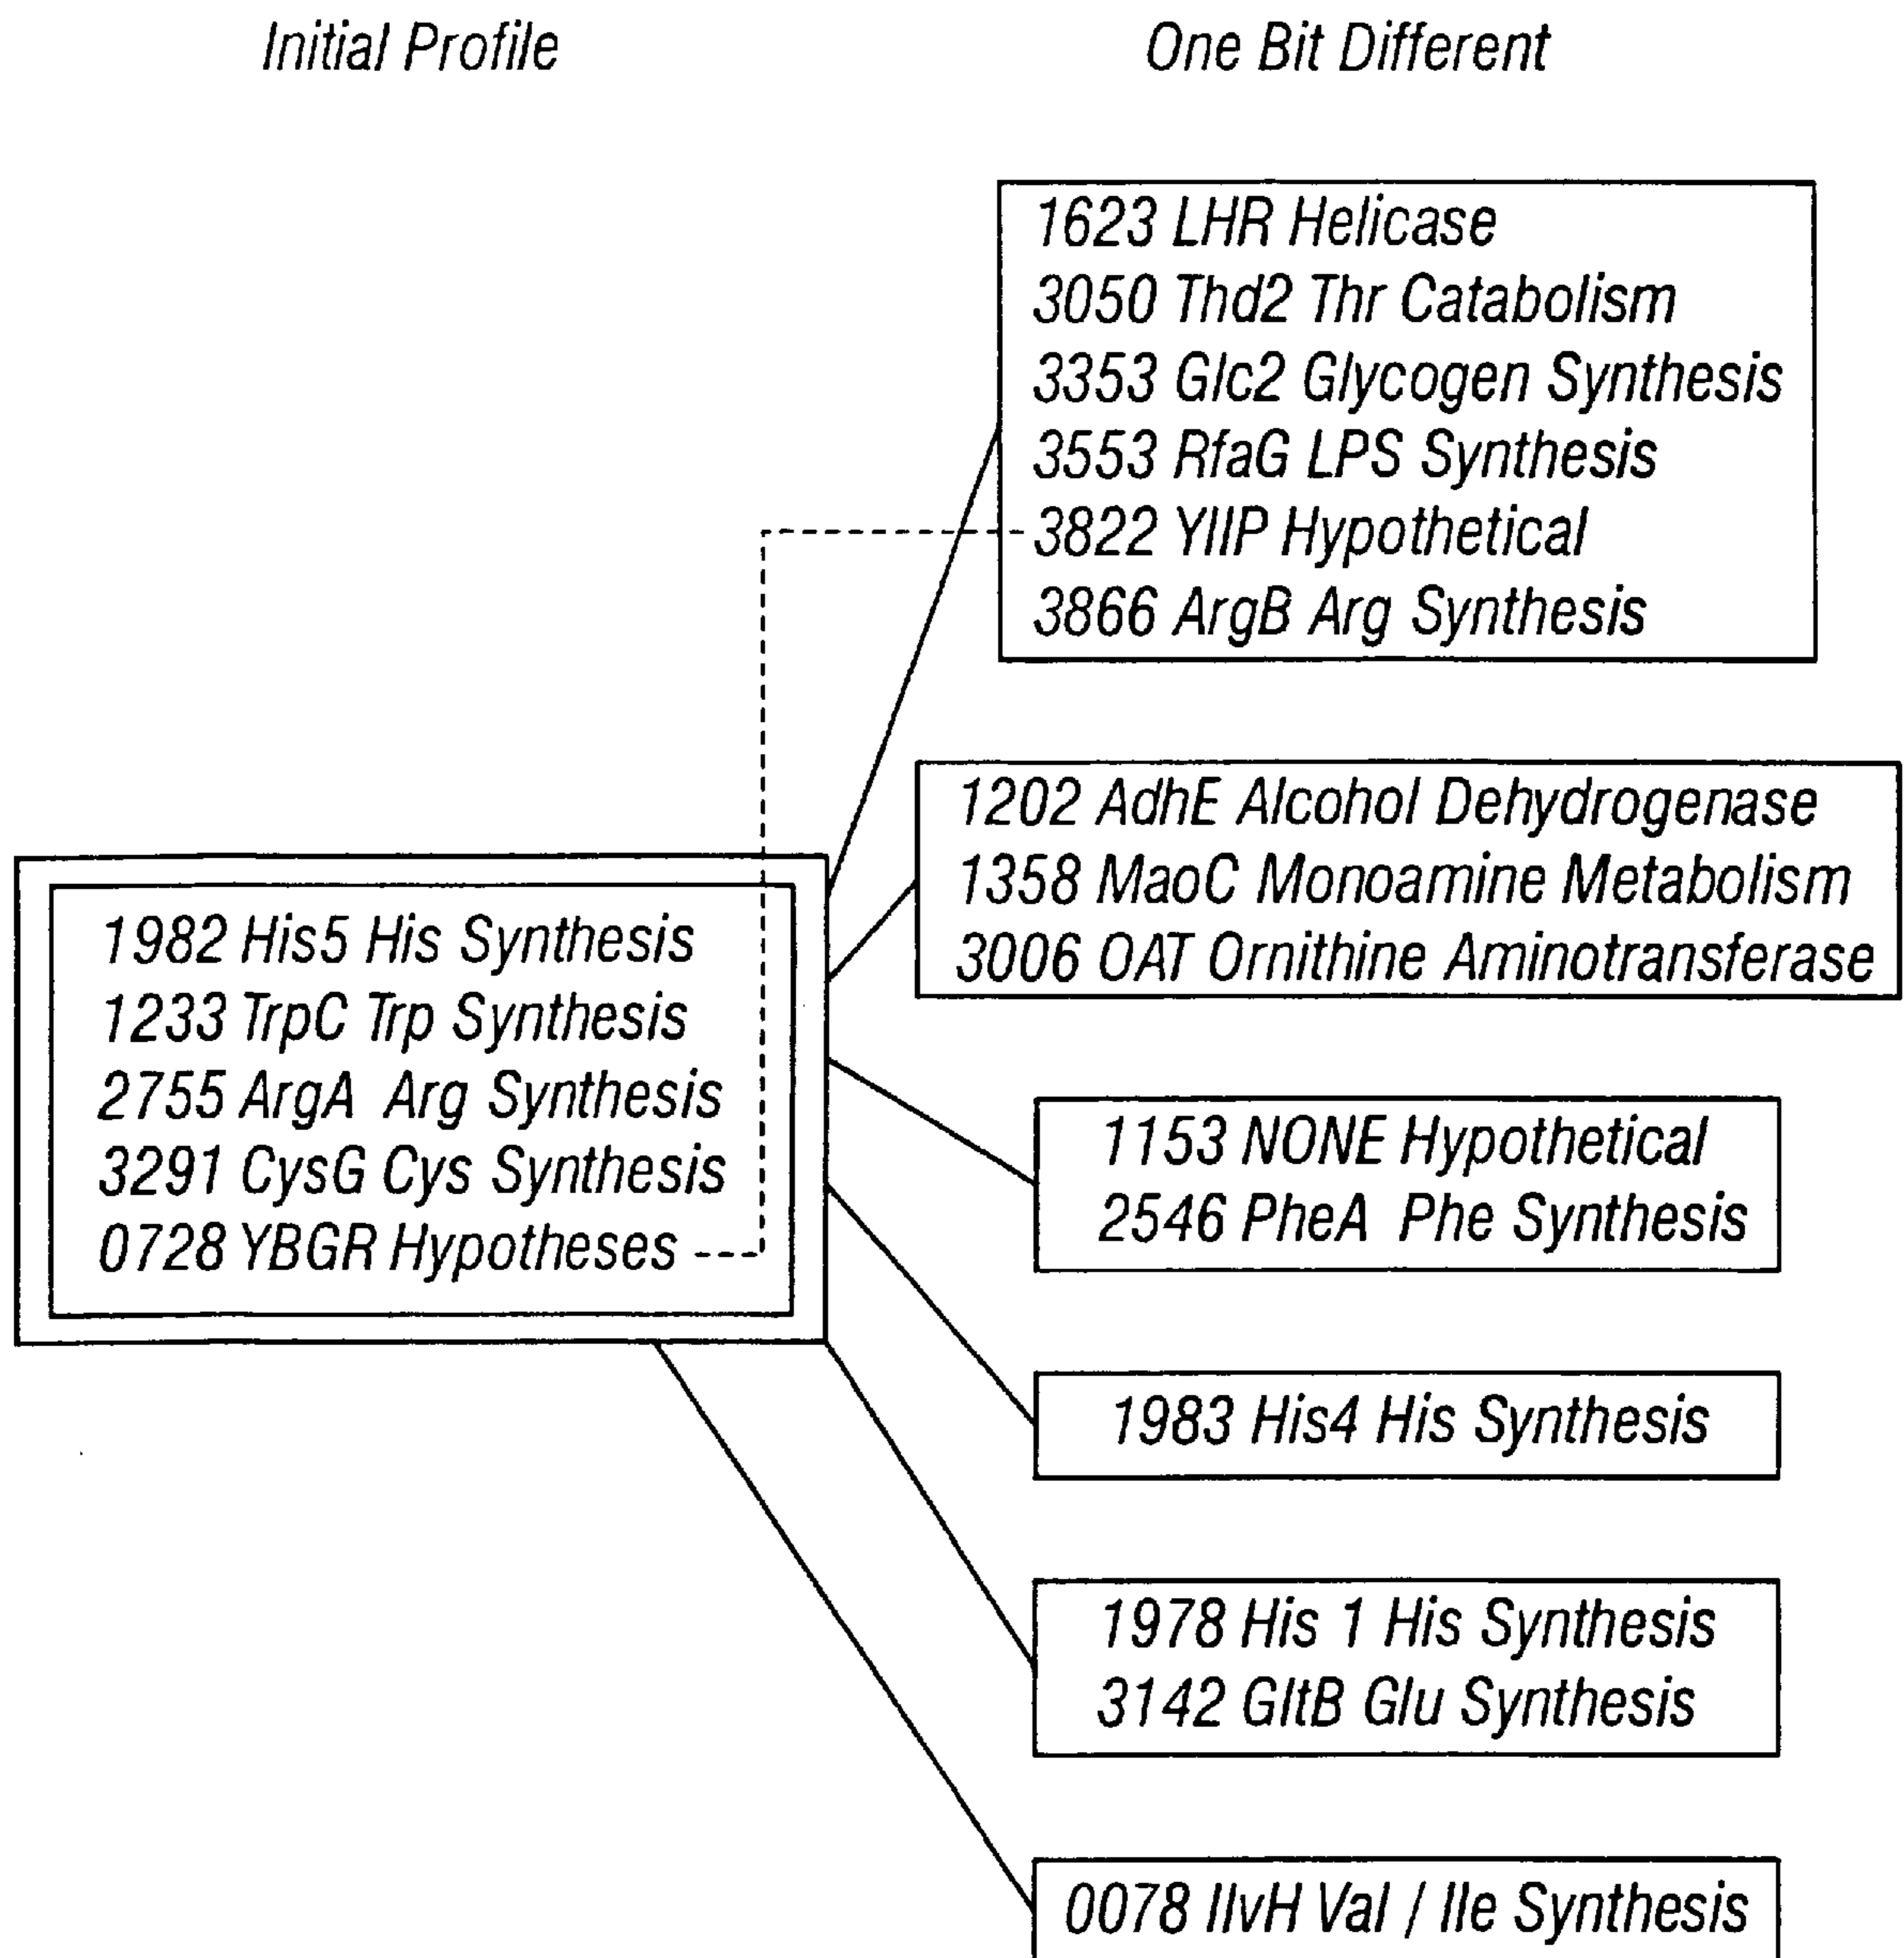 Initial Profile
One Bit Different
1623 LHR Helicase
3050 Thd2 Thr Catabolism
3353 Glc2 Glycogen Synthesis
3553 RfaG LPS Synthesis
3822 YIIP Hypothetical
3866 ArgB Arg Synthesis
1202 AdhE Alcohol Dehydrogenase
1358 MaoC Monoamine Metabolism
3006 OAT Ornithine Aminotransferase
1982 His5 His Synthesis
1233 TrpC Trp Synthesis
2755 ArgA Arg Synthesis
3291 CysG Cys Synthesis
0728 YBGR Hypotheses
1153 NONE Hypothetical
2546 PheA Phe Synthesis
1983 His4 His Synthesis
1978 His 1 His Synthesis
3142 GltB Glu Synthesis
0078 IlvH Val / Ile Synthesis